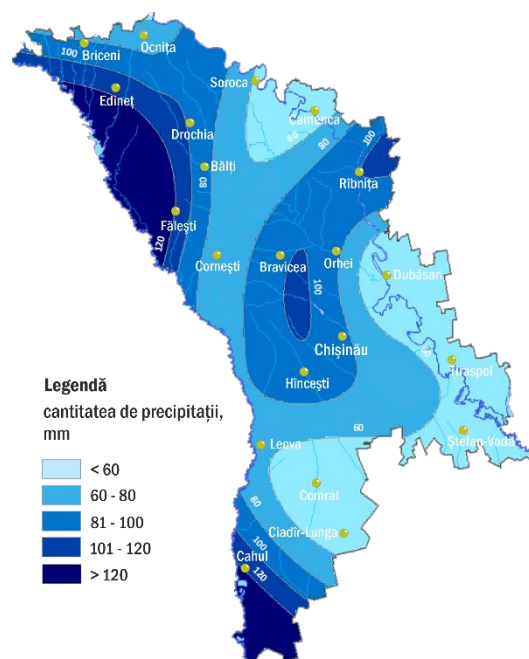 Ocnița
100
Briceni
Soroca
Edineț
Camenca
60
Drochia
80
100
Bălți
Rîbnița
80
Fălești
120
Cornești
Bravicea
Orhei
100
Dubăsari
Chișinău
60
Hîncești
Tiraspol
Legendă
cantitatea de precipitații,
mm
< 60
60 - 80
81 - 100
101 - 120
> 120
60
Ștefan-Vodă
Leova
Comrat
80
Ciadîr-Lunga
100
Cahul
120